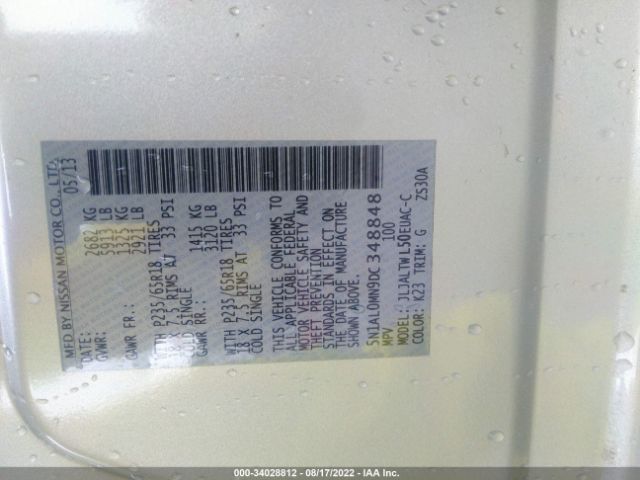 MFD BY NISSAN MOTOR CO., LTD.
DATE: 05/13
GVWR: 2682 KG
5913 LB
GAWR FR: 1325 KG
2921 LB
WITH P235/65R18 TIRES
18 X 7.5 RIMS AT 33 PSI
COLD SINGLE
GAWR RR: 1415 KG
3120 LB
WITH P235/65R18 TIRES
18 X 7.5 RIMS AT 33 PSI
COLD SINGLE
THIS VEHICLE CONFORMS TO
ALL APPLICABLE FEDERAL
MOTOR VEHICLE SAFETY AND
THEFT PREVENTION
STANDARDS IN EFFECT ON
THE DATE OF MANUFACTURE
SHOWN ABOVE.
5N1AL0MN9DC348848
MPV 100
MODEL: JLJALTWL50EUAC-C
COLOR: K23 TRIM: G ZS30A
000-34028812 - 08/17/2022 - IAA Inc.